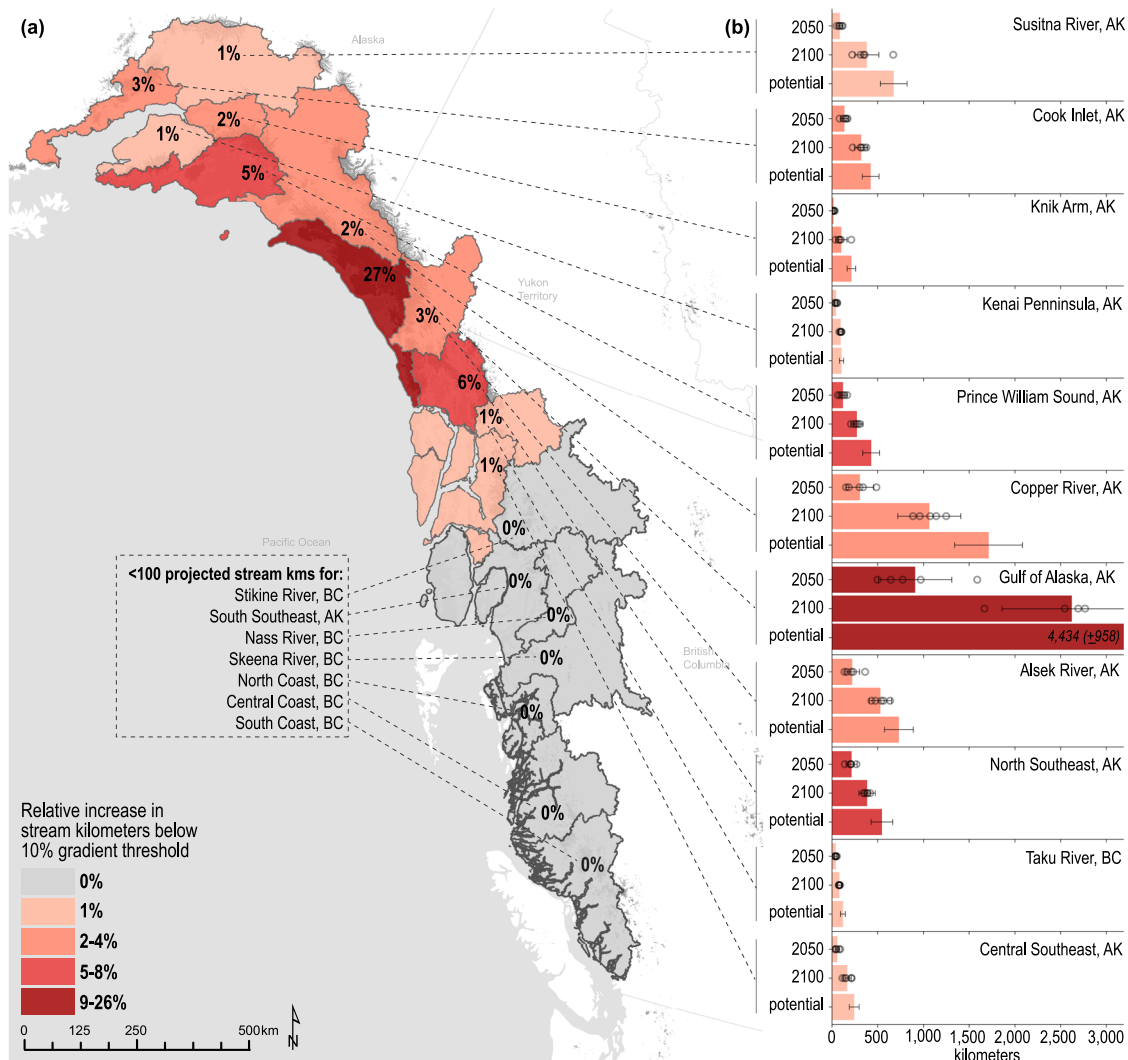 (a)
Alaska
1%
3%
2%
1%
5%
2%
27%
Yukon
Territory
3%
6%
1%
1%
0%
Pacific Ocean
<100 projected stream kms for:
Stikine River, BC
South Southeast, AK
Nass River, BC
Skeena River, BC
North Coast, BC
Central Coast, BC
South Coast, BC
0%
0%
0%
British
Columbia
0%
0%
0%
Relative increase in
stream kilometers below
10% gradient threshold
0%
1%
2-4%
5-8%
9-26%
0 125 250 500km
N
(b)
Susitna River, AK
2050
2100
potential
Cook Inlet, AK
2050
2100
potential
Knik Arm, AK
2050
2100
potential
Kenai Penninsula, AK
2050
2100
potential
Prince William Sound, AK
2050
2100
potential
Copper River, AK
2050
2100
potential
Gulf of Alaska, AK
2050
2100
potential
4,434 (±958)
Alsek River, AK
2050
2100
potential
North Southeast, AK
2050
2100
potential
Taku River, BC
2050
2100
potential
Central Southeast, AK
2050
2100
potential
0 500 1,000 1,500 2,000 2,500 3,000
kilometers